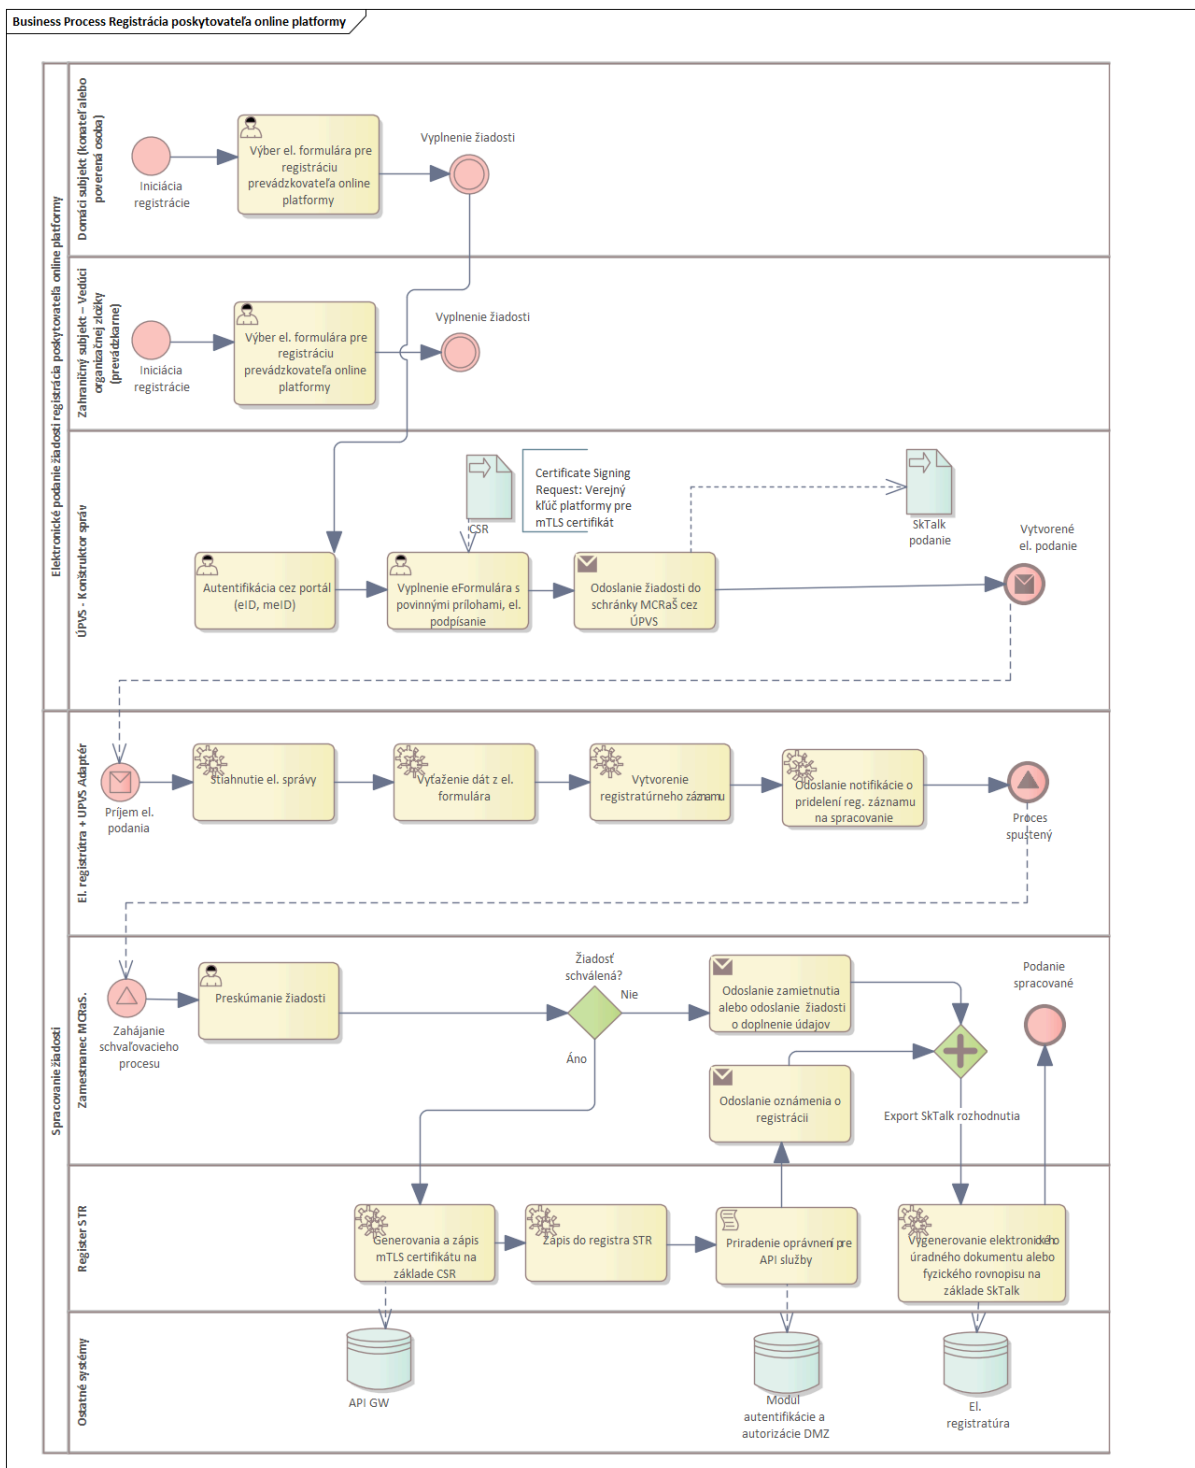 Business Process Registrácia poskytovateľa online platformy
Elektronické podanie žiadosti registrácia poskytovateľa online platformy
Domáci subjekt (konateľ alebo
poverená osoba)
Iniciácia
registrácie
Výber el. formulára pre
registráciu
prevádzkovateľa online
platformy
Vyplnenie žiadosti
Zahraničný subjekt – Vedúci
organizačnej zložky
(prevádzkarne)
Iniciácia
registrácie
Výber el. formulára pre
registráciu
prevádzkovateľa online
platformy
Vyplnenie žiadosti
ÚPVS - Konštruktor správ
CSR
Certificate Signing
Request: Verejný
kľúč platformy pre
mTLS certifikát
SkTalk
podanie
Vytvorené
el. podanie
Autentifikácia cez portál
(eID, meID)
Vyplnenie eFormulára s
povinnými prílohami, el.
podpísanie
Odoslanie žiadosti do
schránky MCRaŠ cez
ÚPVS
Spracovanie žiadosti
El. registrútra + UPVS Adaptér
Príjem el.
podania
Stiahnutie el. správy
Vyťaženie dát z el.
formulára
Vytvorenie
registratúrneho záznamu
Odoslanie notifikácie o
pridelení reg. záznamu
na spracovanie
Proces
spustený
Zamestnanec MCRaS.
Zahájanie
schvaľovacieho
procesu
Preskúmanie žiadosti
Žiadosť
schválená?
Nie
Áno
Odoslanie zamietnutia
alebo odoslanie  žiadosti
o doplnenie údajov
Odoslanie oznámenia o
registrácii
Podanie
spracované
Export SkTalk rozhodnutia
Register STR
Generovania a zápis
mTLS certifikátu na
základe CSR
Zápis do registra STR
Priradenie oprávnení pre
API služby
Vygenerovanie elektronického
úradného dokumentu alebo
fyzického rovnopisu na
základe SkTalk
Ostatné systémy
API GW
Modul
autentifikácie a
autorizácie DMZ
El.
registratúra